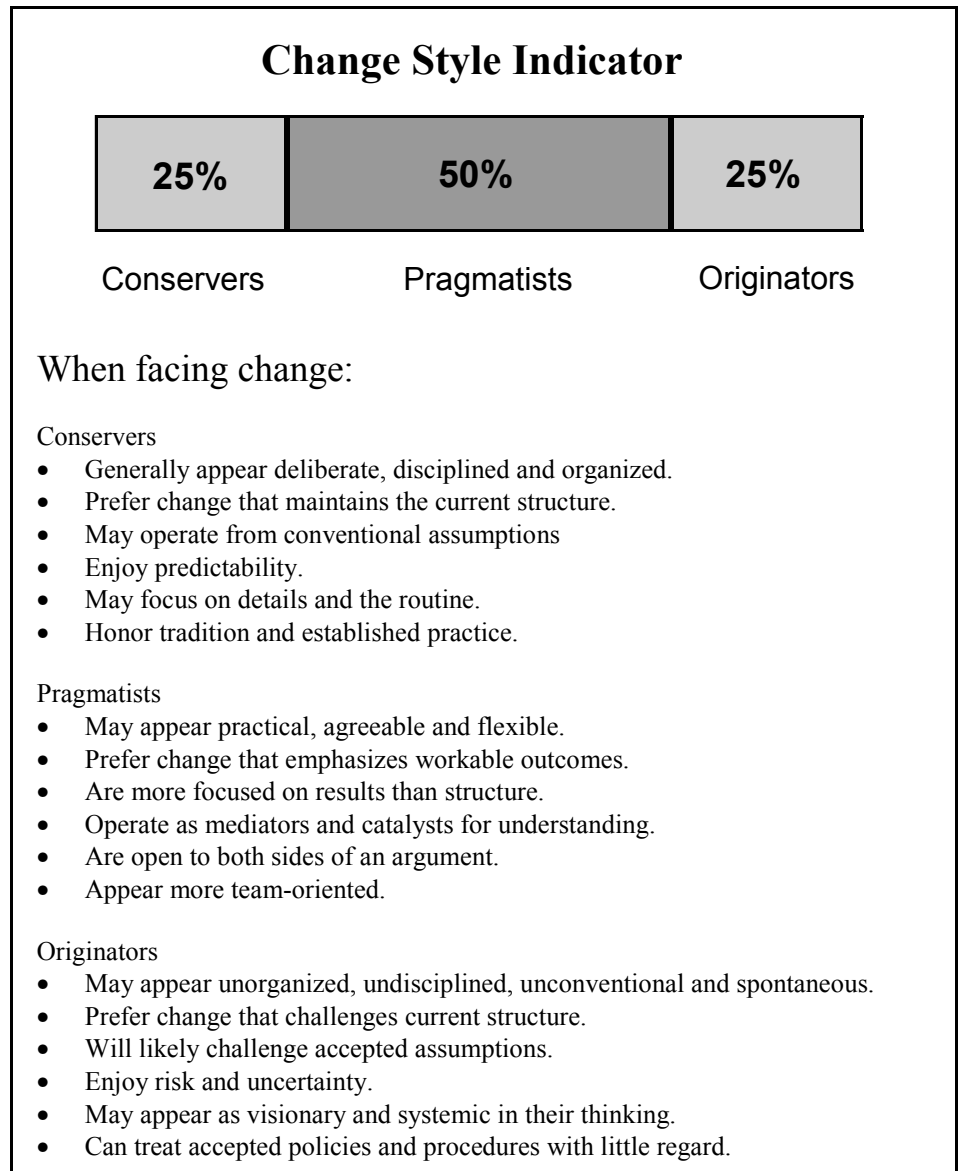 Change Style Indicator
25% 50% 25%
Conservers Pragmatists Originators
When facing change:
Conservers
• Generally appear deliberate, disciplined and organized.
• Prefer change that maintains the current structure.
• May operate from conventional assumptions
• Enjoy predictability.
• May focus on details and the routine.
• Honor tradition and established practice.
Pragmatists
• May appear practical, agreeable and flexible.
• Prefer change that emphasizes workable outcomes.
• Are more focused on results than structure.
• Operate as mediators and catalysts for understanding.
• Are open to both sides of an argument.
• Appear more team-oriented.
Originators
• May appear unorganized, undisciplined, unconventional and spontaneous.
• Prefer change that challenges current structure.
• Will likely challenge accepted assumptions.
• Enjoy risk and uncertainty.
• May appear as visionary and systemic in their thinking.
• Can treat accepted policies and procedures with little regard.